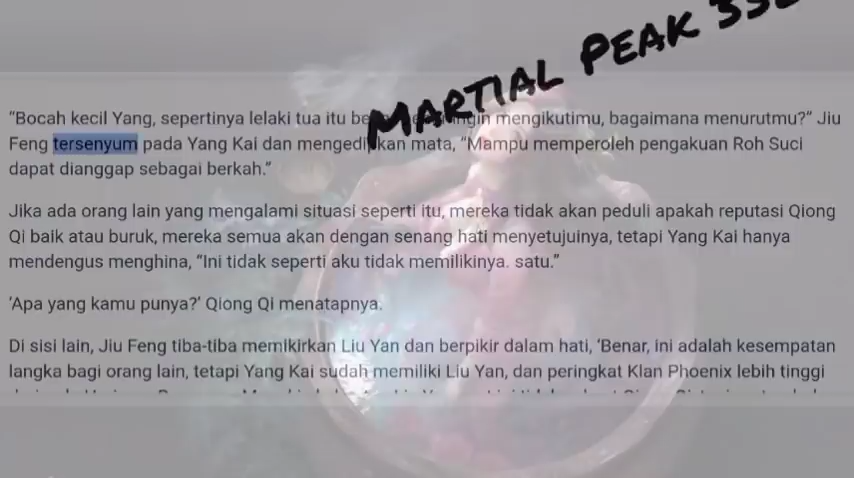 MARTIAL PEAK
"Bocah kecil Yang, sepertinya lelaki tua itu mengikutimu, bagaimana menurutmu?" Jiu
Feng tersenyum pada Yang Kai dan mengedipkan mata, "Mampu memperoleh pengakuan Roh Suci
dapat dianggap sebagai berkah."
Jika ada orang lain yang mengalami situasi seperti itu, mereka tidak akan peduli apakah reputasi Qiong
Qi baik atau buruk, mereka semua akan dengan senang hati menyetujuinya, tetapi Yang Kai hanya
mendengus menghina, "Ini tidak seperti aku tidak memilikinya. satu."
'Apa yang kamu punya?' Qiong Qi menatapnya.
Di sisi lain, Jiu Feng tiba-tiba memikirkan Liu Yan dan berpikir dalam hati, 'Benar, ini adalah kesempatan
langka bagi orang lain, tetapi Yang Kai sudah memiliki Liu Yan, dan peringkat Klan Phoenix lebih tinggi